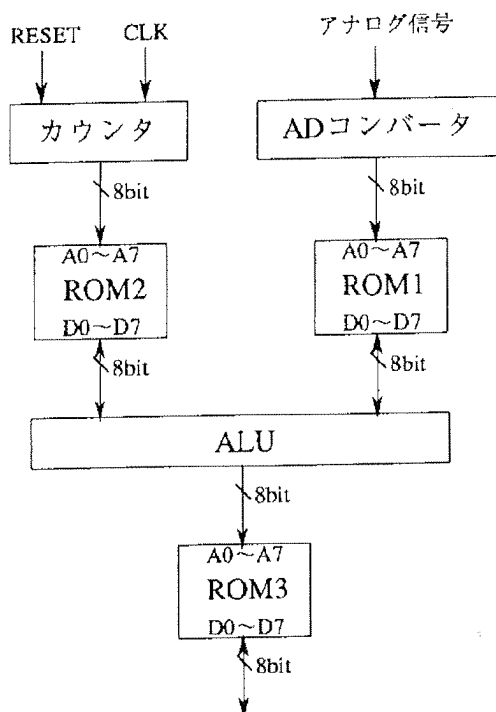 RESET CLK アナログ信号
カウンタ ADコンバータ
8bit 8bit
A0～A7 A0～A7
ROM2 ROM1
D0～D7 D0～D7
8bit 8bit
ALU
8bit
A0～A7
ROM3
D0～D7
8bit